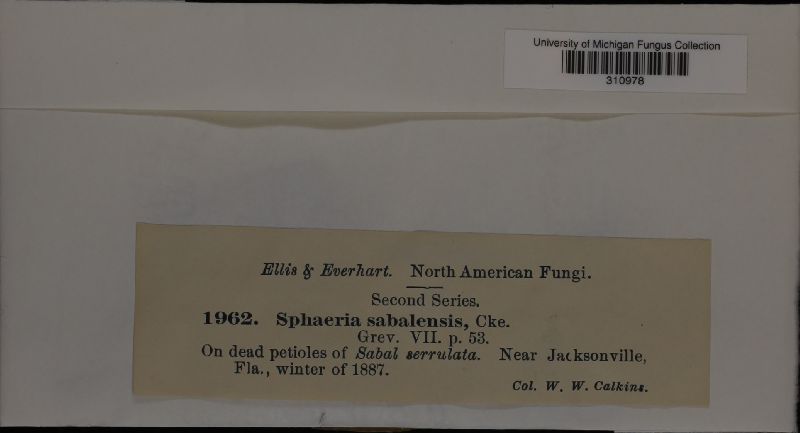 University of Michigan Fungus Collection
310978
Ellis & Everhart. North American Fungi.
Second Series.
1962. Sphaeria sabalensis, Cke.
Grev. VII. p. 53.
On dead petioles of Sabal serrulata. Near Jacksonville,
Fla., winter of 1887.
Col. W. W. Calkins.